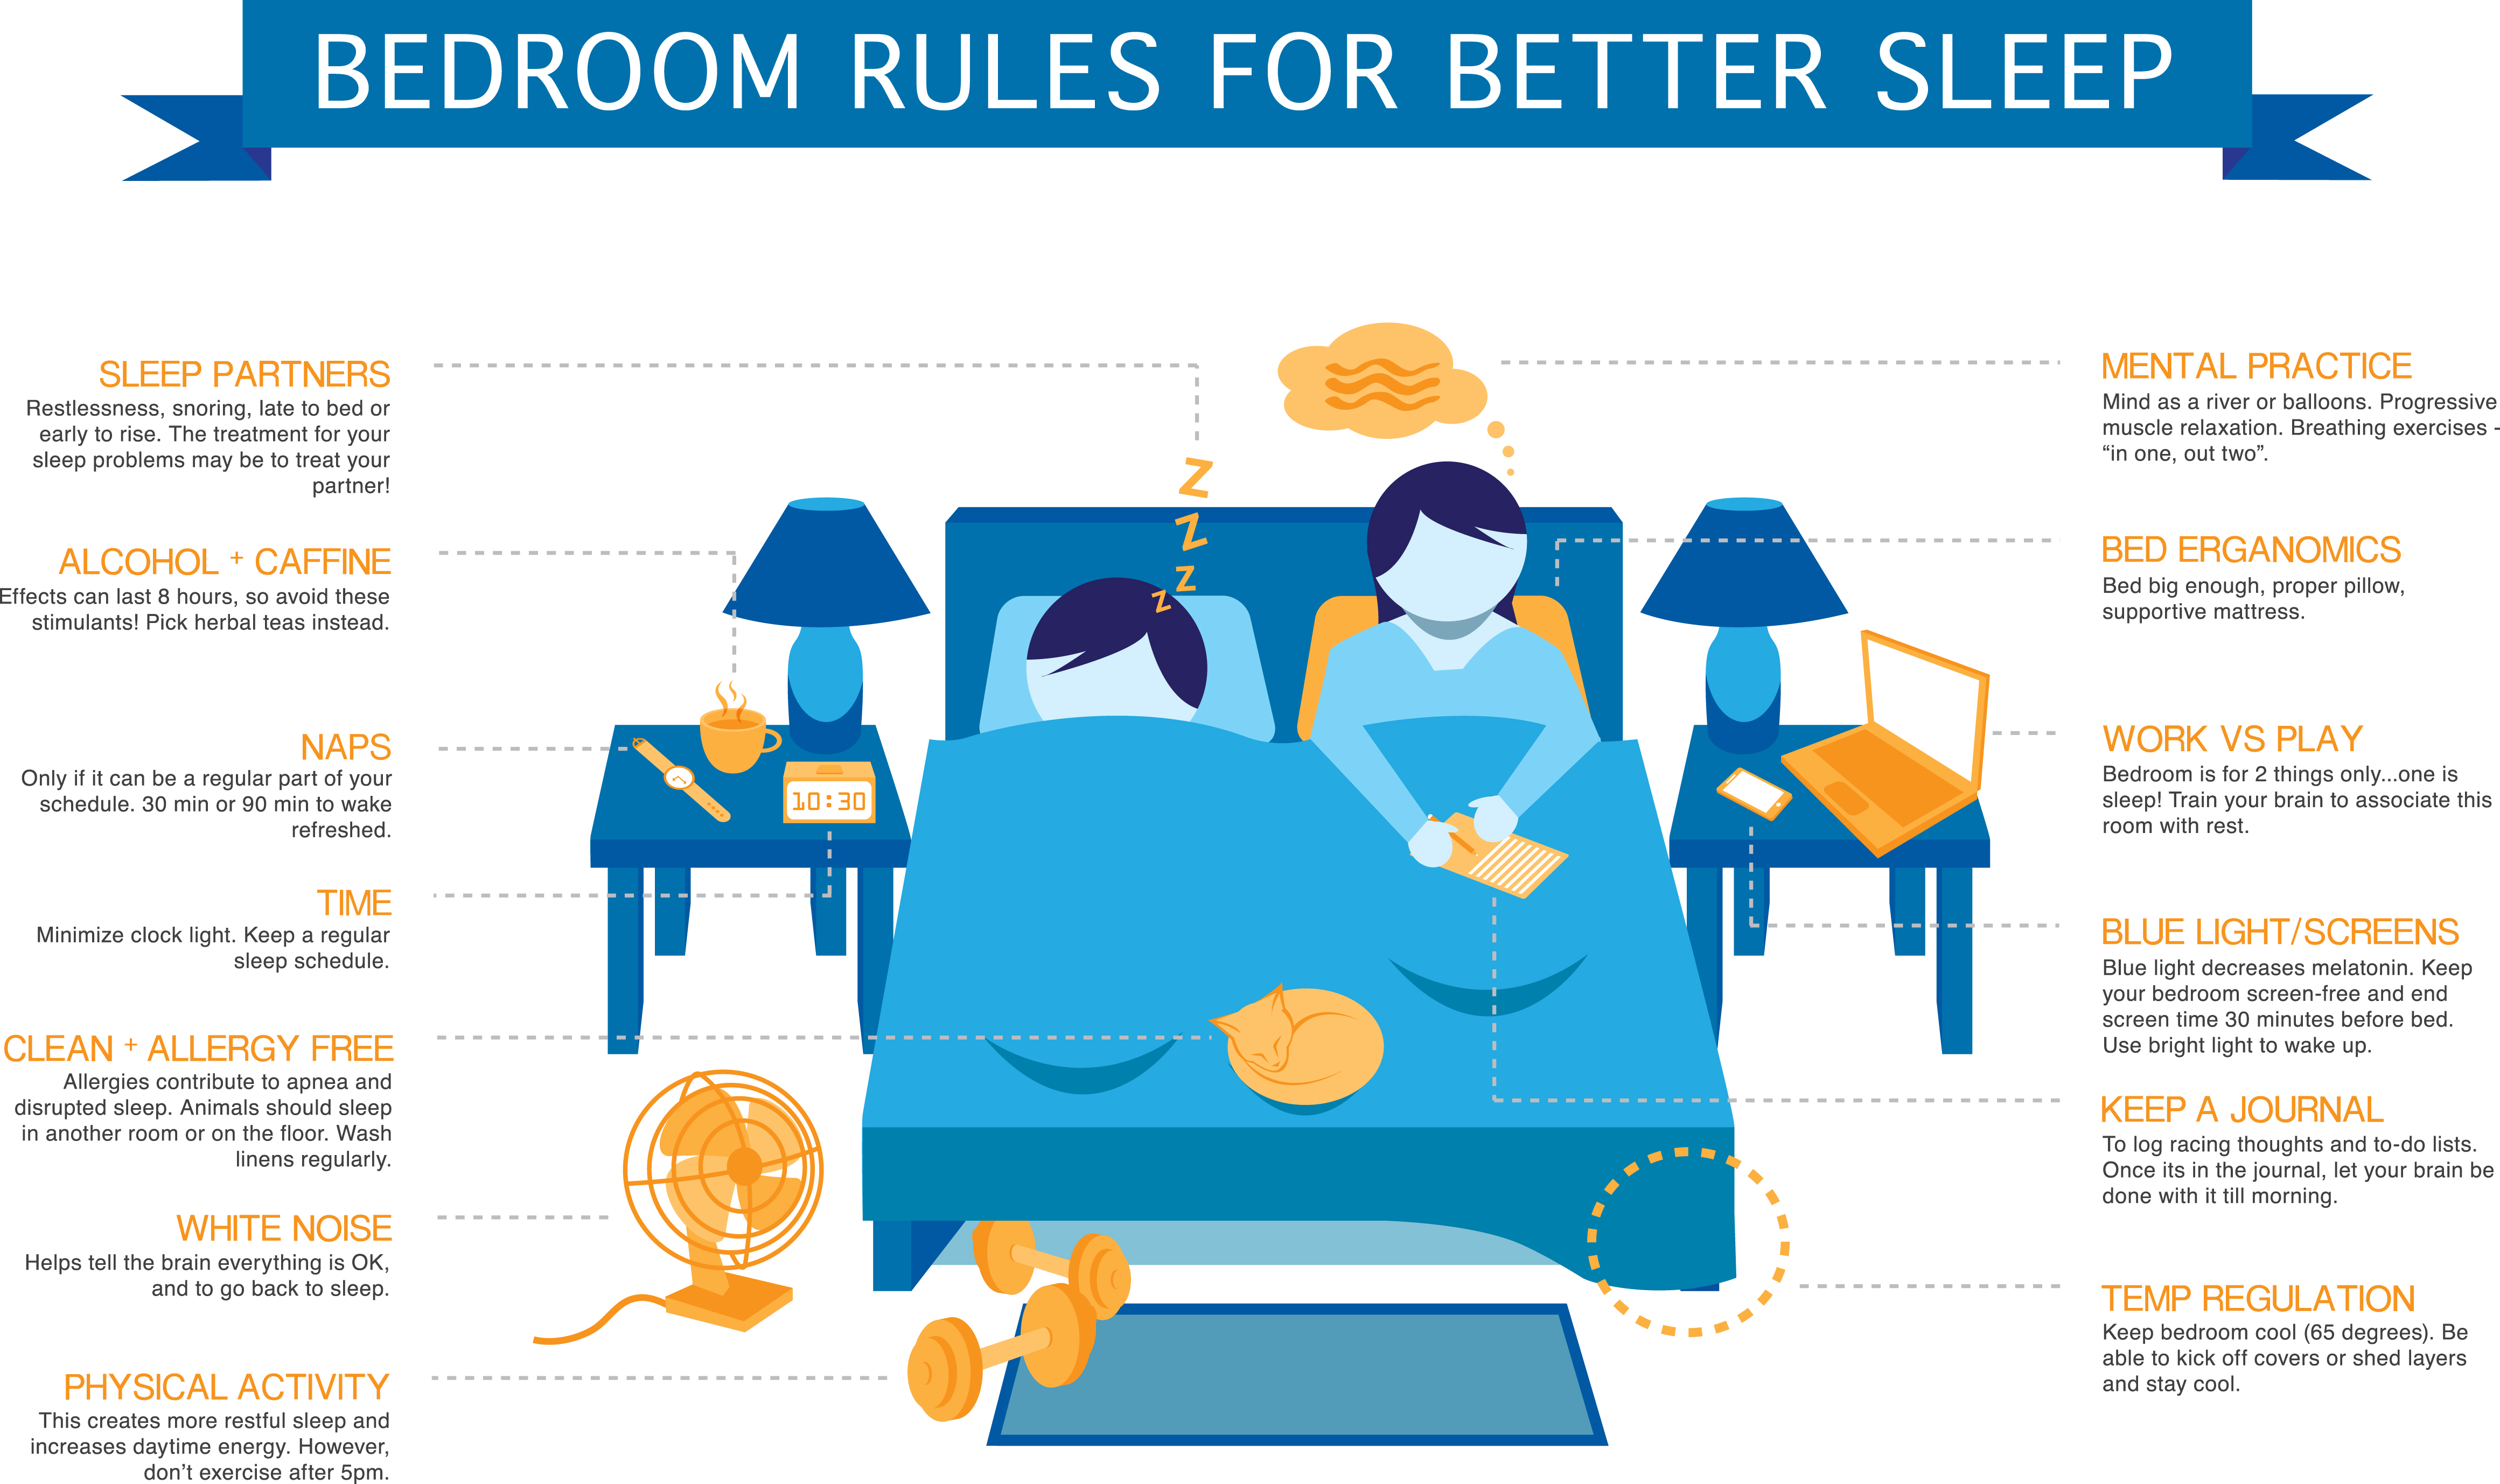 BEDROOM RULES FOR BETTER SLEEP
SLEEP PARTNERS
Restlessness, snoring, late to bed or
early to rise. The treatment for your
sleep problems may be to treat your
partner!
ALCOHOL + CAFFINE
Effects can last 8 hours, so avoid these
stimulants! Pick herbal teas instead.
NAPS
Only if it can be a regular part of your
schedule. 30 min or 90 min to wake
refreshed.
TIME
Minimize clock light. Keep a regular
sleep schedule.
CLEAN + ALLERGY FREE
Allergies contribute to apnea and
disrupted sleep. Animals should sleep
in another room or on the floor. Wash
linens regularly.
WHITE NOISE
Helps tell the brain everything is OK,
and to go back to sleep.
PHYSICAL ACTIVITY
This creates more restful sleep and
increases daytime energy. However,
don't exercise after 5pm.
Z
Z
Z
Z
10:30
MENTAL PRACTICE
Mind as a river or balloons. Progressive
muscle relaxation. Breathing exercises -
“in one, out two”.
BED ERGANOMICS
Bed big enough, proper pillow,
supportive mattress.
WORK VS PLAY
Bedroom is for 2 things only...one is
sleep! Train your brain to associate this
room with rest.
BLUE LIGHT/SCREENS
Blue light decreases melatonin. Keep
your bedroom screen-free and end
screen time 30 minutes before bed.
Use bright light to wake up.
KEEP A JOURNAL
To log racing thoughts and to-do lists.
Once its in the journal, let your brain be
done with it till morning.
TEMP REGULATION
Keep bedroom cool (65 degrees). Be
able to kick off covers or shed layers
and stay cool.